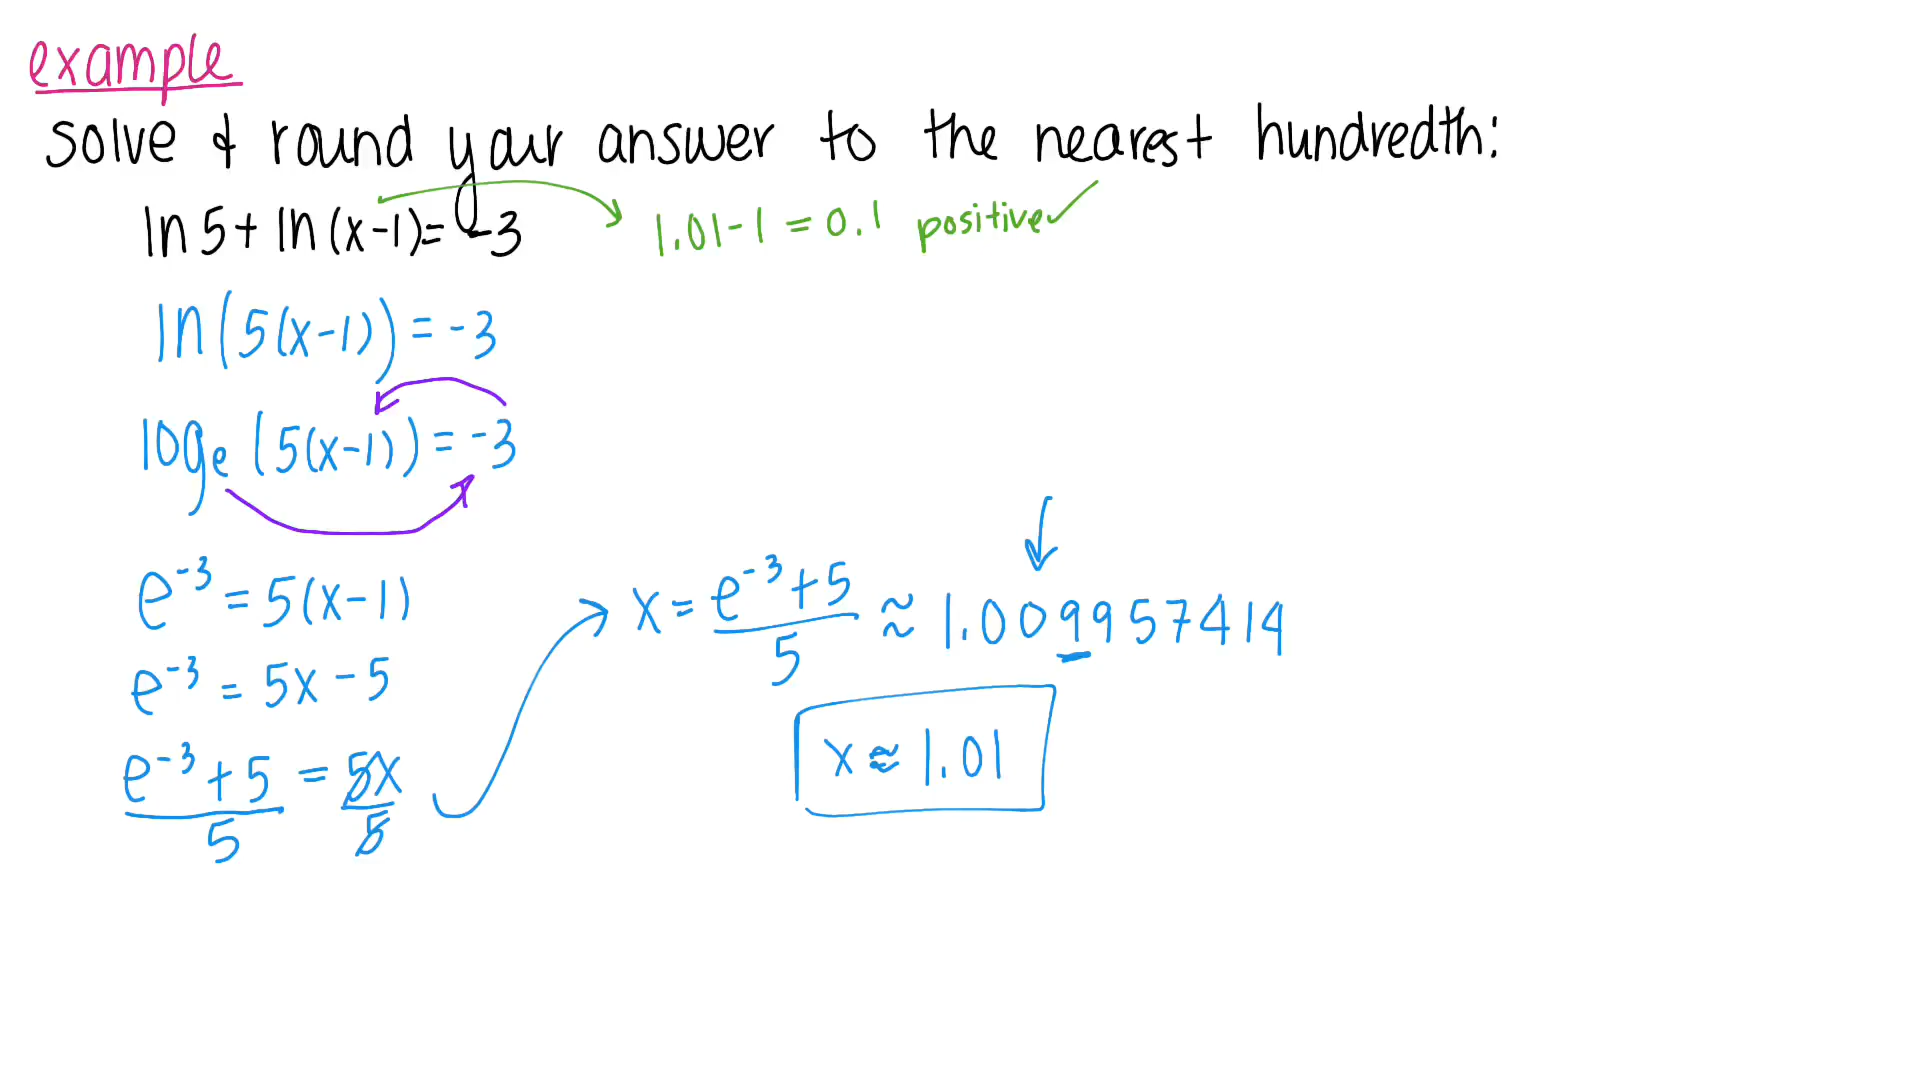 example
solve & round your answer to the nearest hundredth:
ln 5 + ln (x-1) = -3
1.01 - 1 = 0.1 positive ✓
ln(5(x-1)) = -3
logₑ (5(x-1)) = -3
e⁻³ = 5(x-1)
e⁻³ = 5x - 5
e⁻³ + 5 = 5x
5 5
x = e⁻³ + 5 ≈ 1.009957414
5
x ≈ 1.01